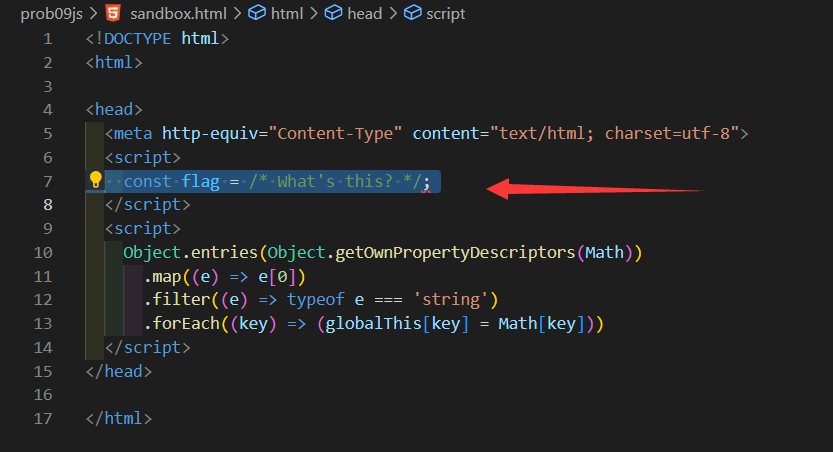 prob09js > sandbox.html > html > head > script
1 <!DOCTYPE html>
2 <html>
3
4 <head>
5 <meta http-equiv="Content-Type" content="text/html; charset=utf-8">
6 <script>
7 const flag = /* What's this? */;
8 </script>
9 <script>
10 Object.entries(Object.getOwnPropertyDescriptors(Math))
11 .map((e) => e[0])
12 .filter((e) => typeof e === 'string')
13 .forEach((key) => (globalThis[key] = Math[key]))
14 </script>
15 </head>
16
17 </html>